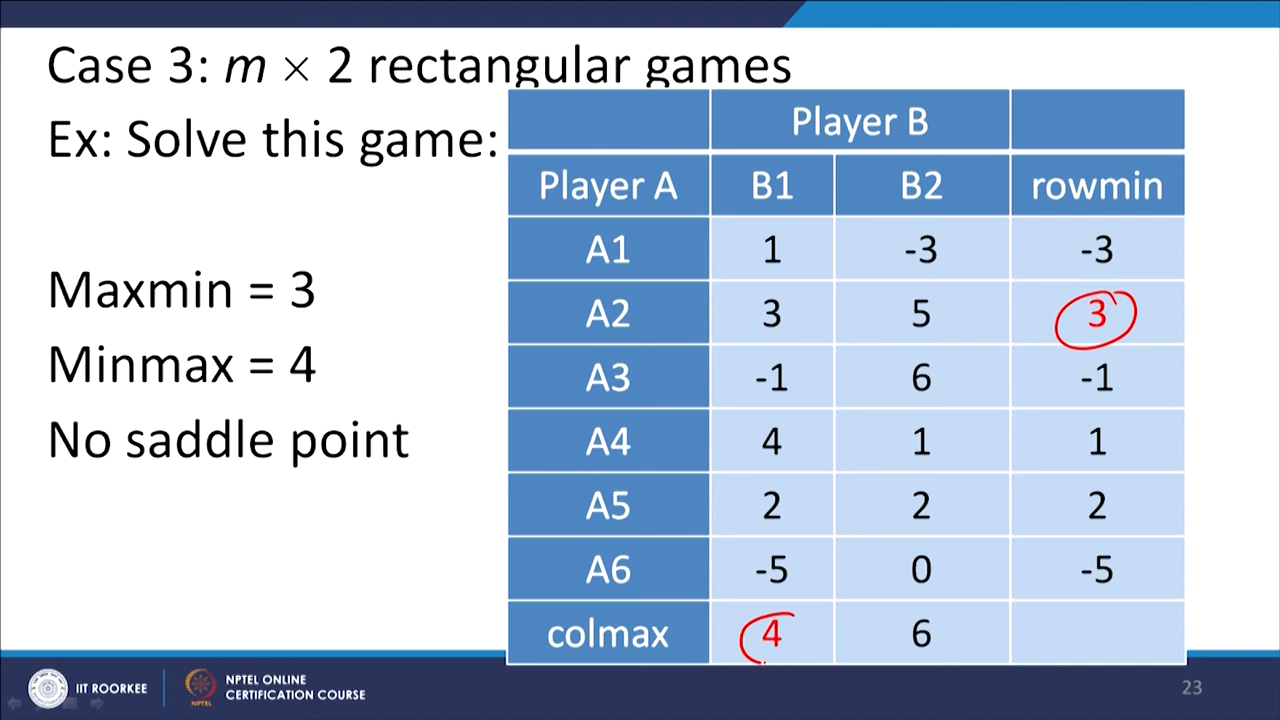 Case 3: m × 2 rectangular games
Ex: Solve this game:
Maxmin = 3
Minmax = 4
No saddle point
Player B
Player A B1 B2 rowmin
A1 1 -3 -3
A2 3 5 3
A3 -1 6 -1
A4 4 1 1
A5 2 2 2
A6 -5 0 -5
colmax 4 6
IIT ROORKEE
NPTEL
NPTEL ONLINE
CERTIFICATION COURSE
23